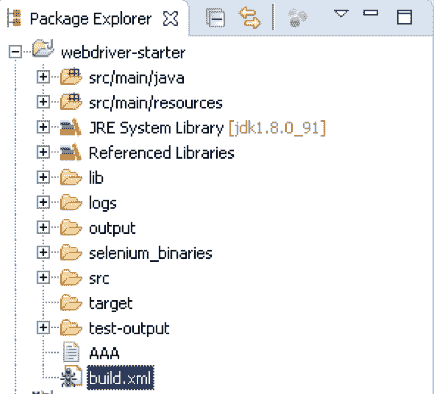 Package Explorer
webdriver-starter
src/main/java
src/main/resources
JRE System Library [jdk1.8.0_91]
Referenced Libraries
lib
logs
output
selenium_binaries
src
target
test-output
AAA
build.xml